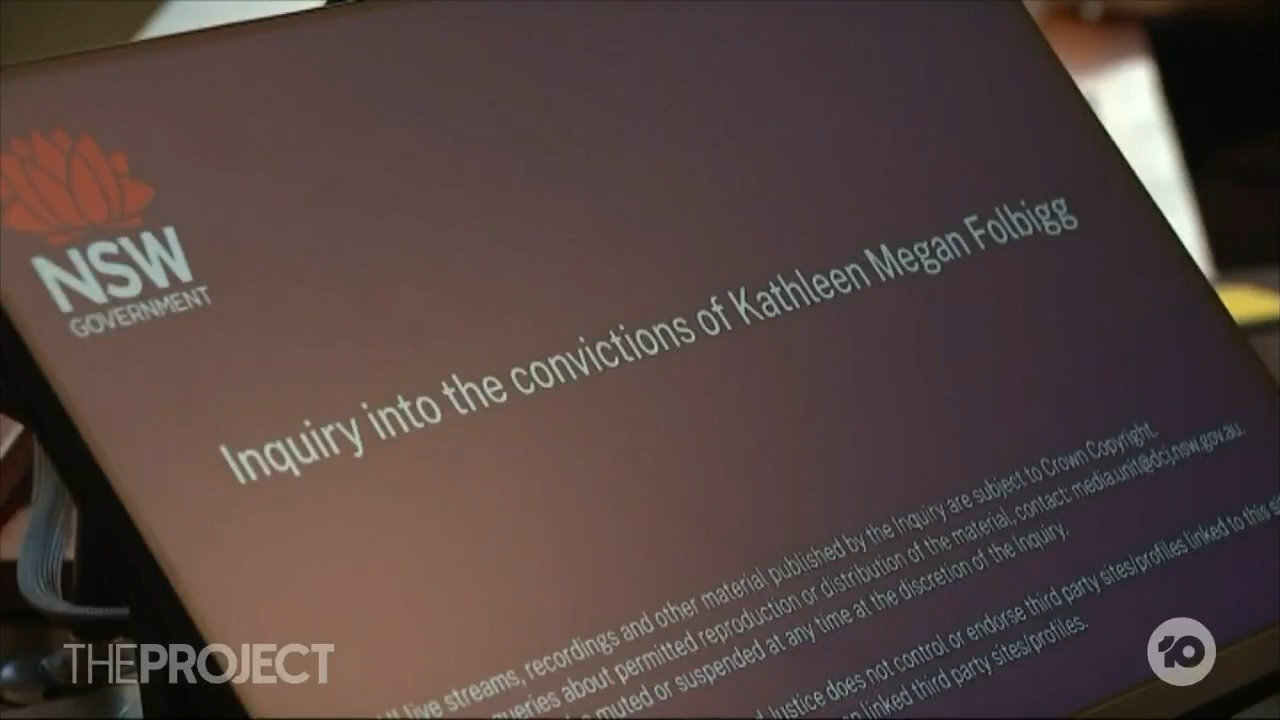 NSW
GOVERNMENT
Inquiry into the convictions of Kathleen Megan Folbigg
live streams, recordings and other material published by the Inquiry are subject to Crown Copyright.
queries about permitted reproduction or distribution of the material, contact: media.unit@dcj.nsw.gov.au.
muted or suspended at any time at the discretion of the Inquiry.
Justice does not control or endorse third party sites/profiles linked to this
linked third party sites/profiles.
THEPROJECT
10